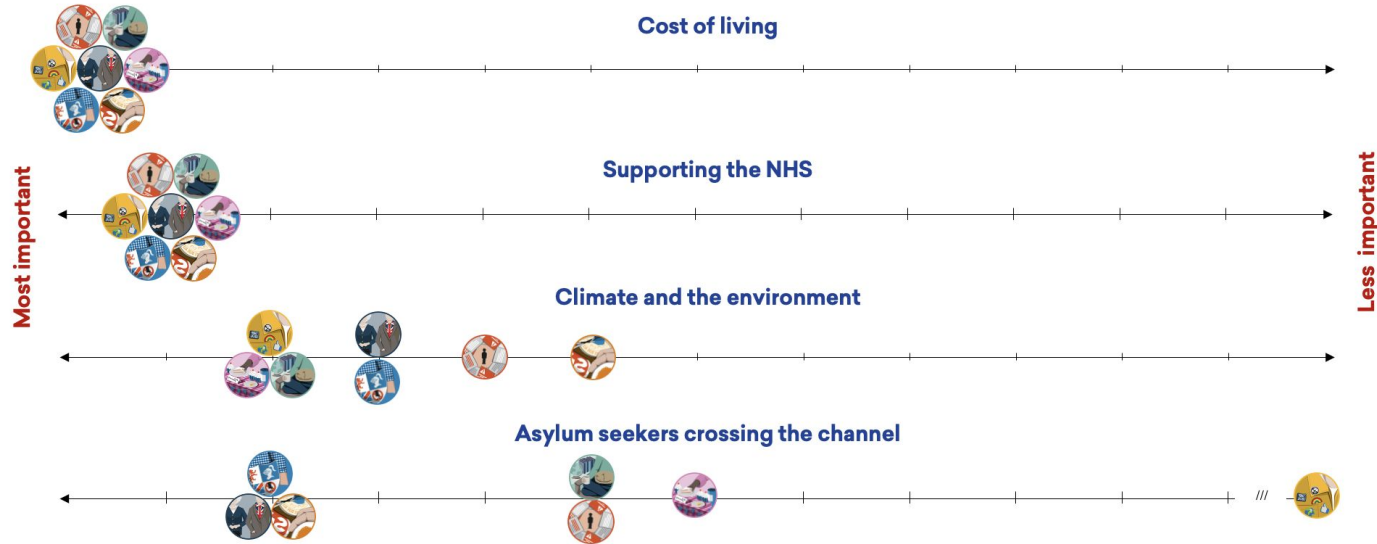 Cost of living
Supporting the NHS
Most important
Less important
Climate and the environment
Asylum seekers crossing the channel
///